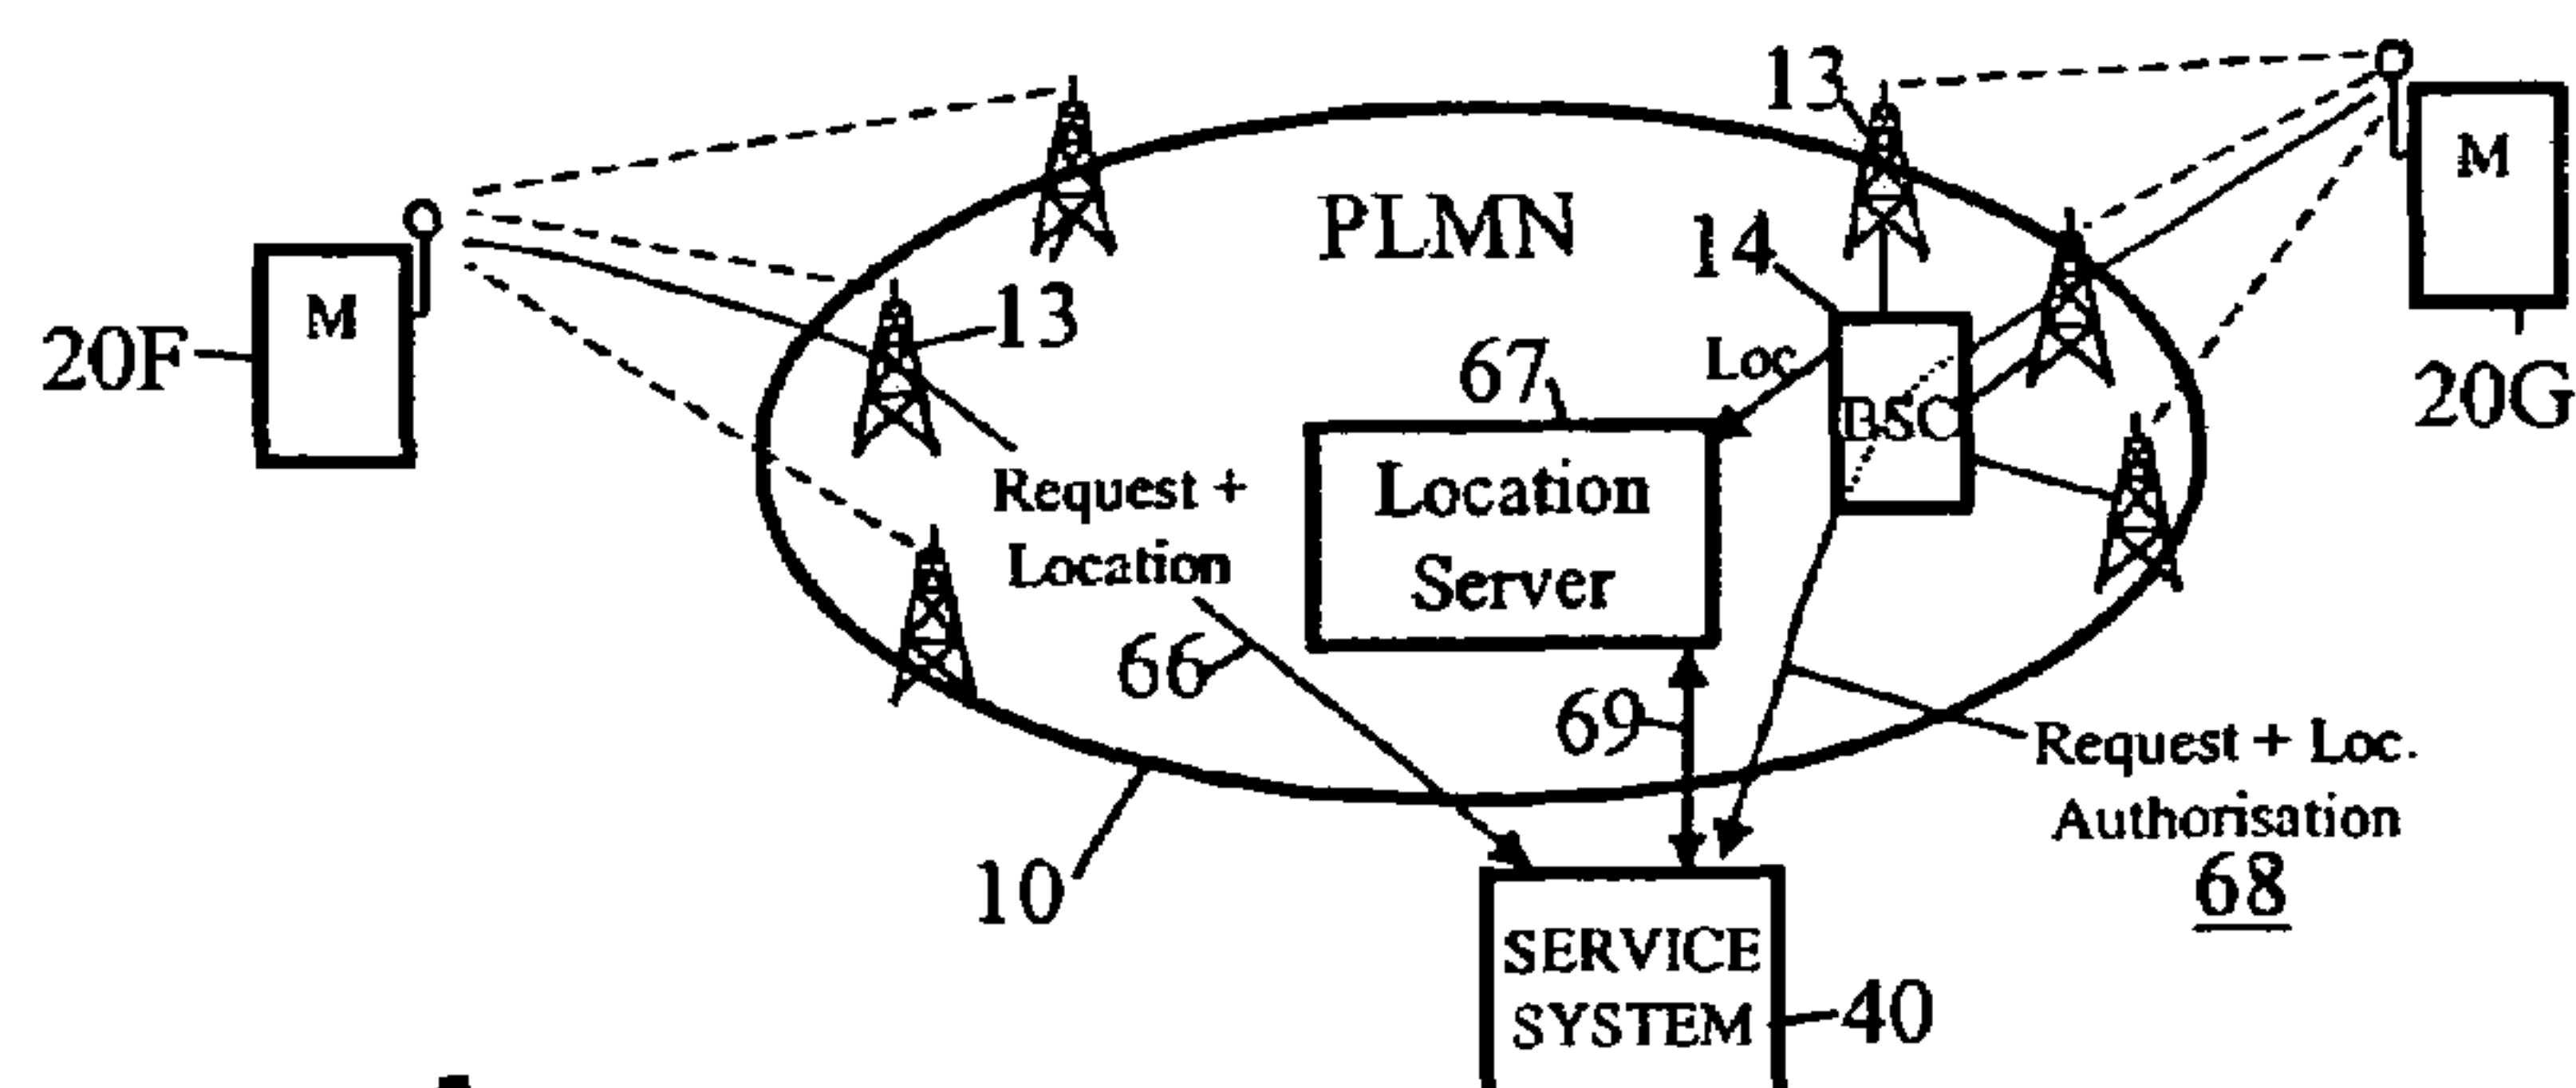 13
M
PLMN
14
M
13
20F
67
Loc
BSC
20G
Request +
Location
Location
Server
66
69
Request + Loc.
Authorisation
10
68
SERVICE
SYSTEM
40